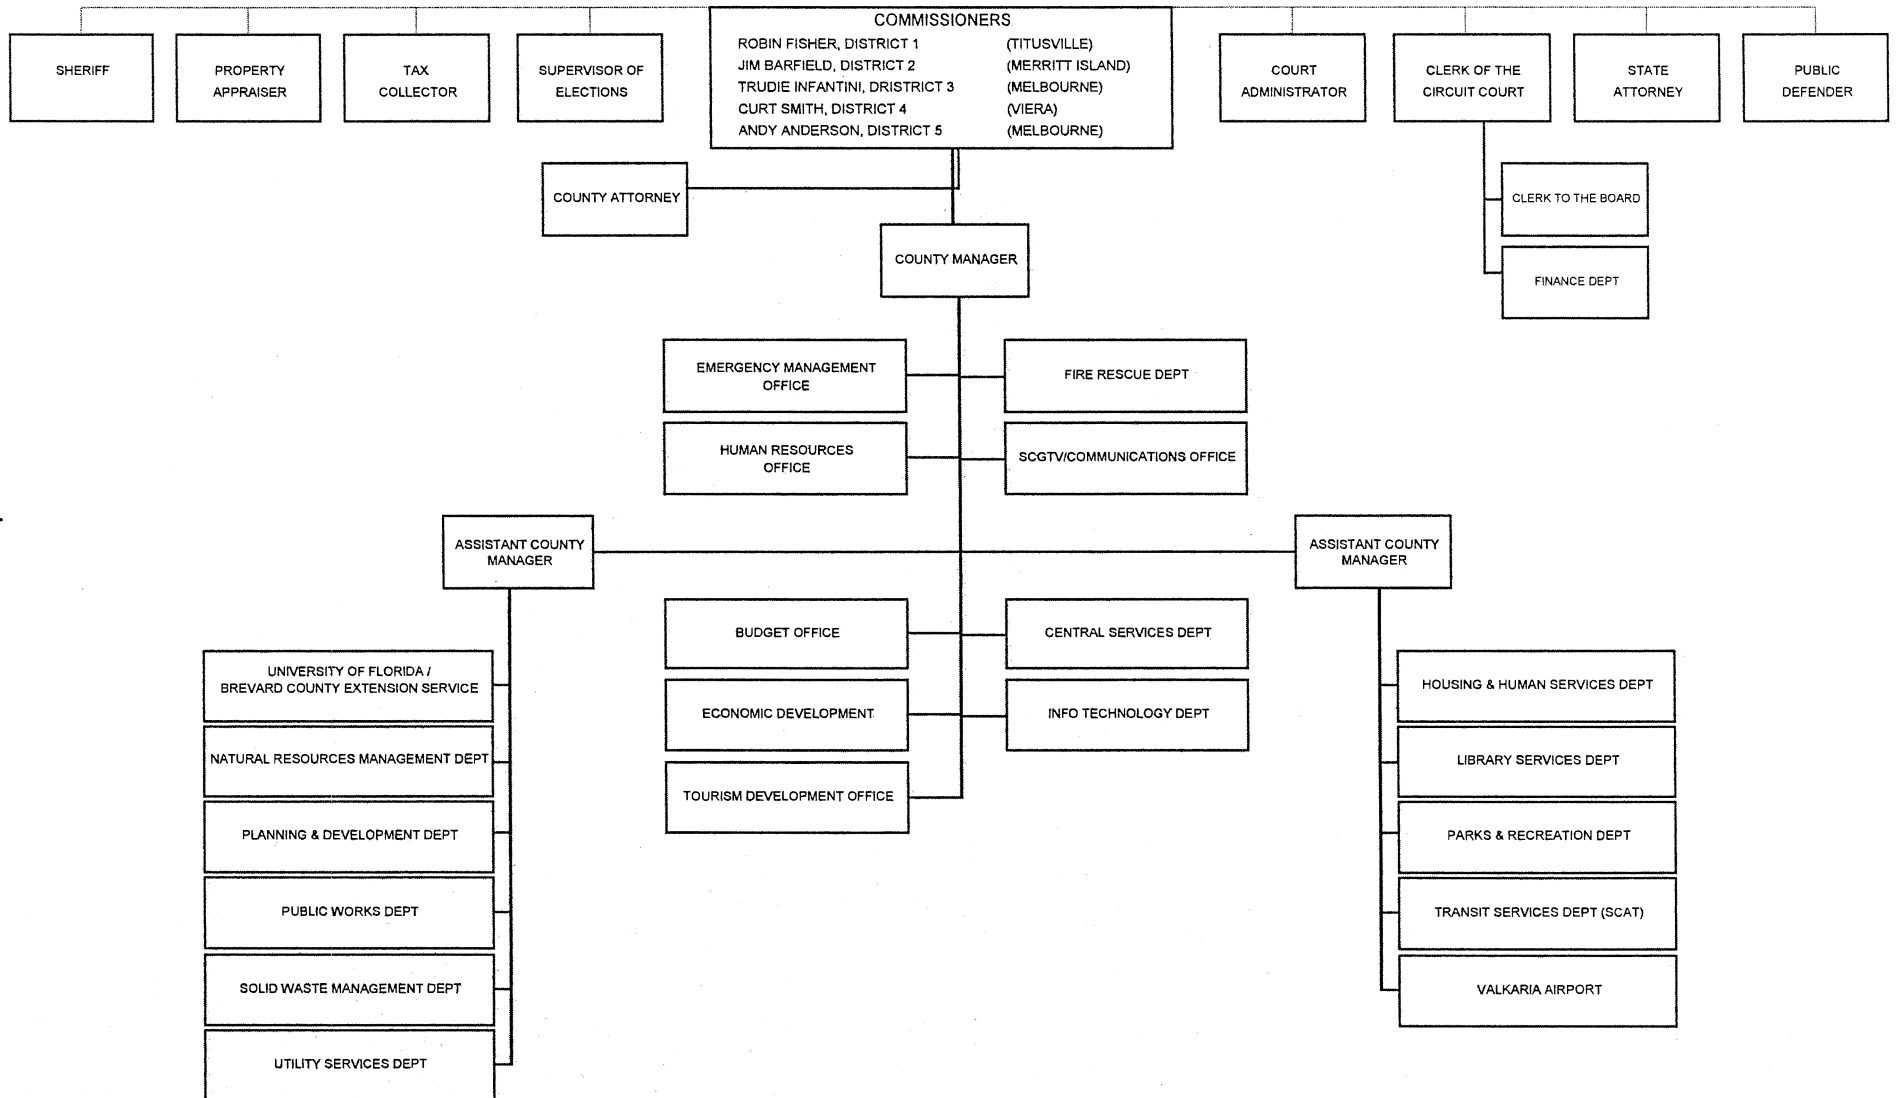 COMMISSIONERS
ROBIN FISHER, DISTRICT 1 (TITUSVILLE)
JIM BARFIELD, DISTRICT 2 (MERRITT ISLAND)
TRUDIE INFANTINI, DRISTRICT 3 (MELBOURNE)
CURT SMITH, DISTRICT 4 (VIERA)
ANDY ANDERSON, DISTRICT 5 (MELBOURNE)
SHERIFF
PROPERTY
APPRAISER
TAX
COLLECTOR
SUPERVISOR OF
ELECTIONS
COURT
ADMINISTRATOR
CLERK OF THE
CIRCUIT COURT
STATE
ATTORNEY
PUBLIC
DEFENDER
COUNTY ATTORNEY
CLERK TO THE BOARD
COUNTY MANAGER
FINANCE DEPT
EMERGENCY MANAGEMENT
OFFICE
FIRE RESCUE DEPT
HUMAN RESOURCES
OFFICE
SCGTV/COMMUNICATIONS OFFICE
ASSISTANT COUNTY
MANAGER
ASSISTANT COUNTY
MANAGER
BUDGET OFFICE
CENTRAL SERVICES DEPT
ECONOMIC DEVELOPMENT
INFO TECHNOLOGY DEPT
TOURISM DEVELOPMENT OFFICE
UNIVERSITY OF FLORIDA /
BREVARD COUNTY EXTENSION SERVICE
NATURAL RESOURCES MANAGEMENT DEPT
PLANNING & DEVELOPMENT DEPT
PUBLIC WORKS DEPT
SOLID WASTE MANAGEMENT DEPT
UTILITY SERVICES DEPT
HOUSING & HUMAN SERVICES DEPT
LIBRARY SERVICES DEPT
PARKS & RECREATION DEPT
TRANSIT SERVICES DEPT (SCAT)
VALKARIA AIRPORT